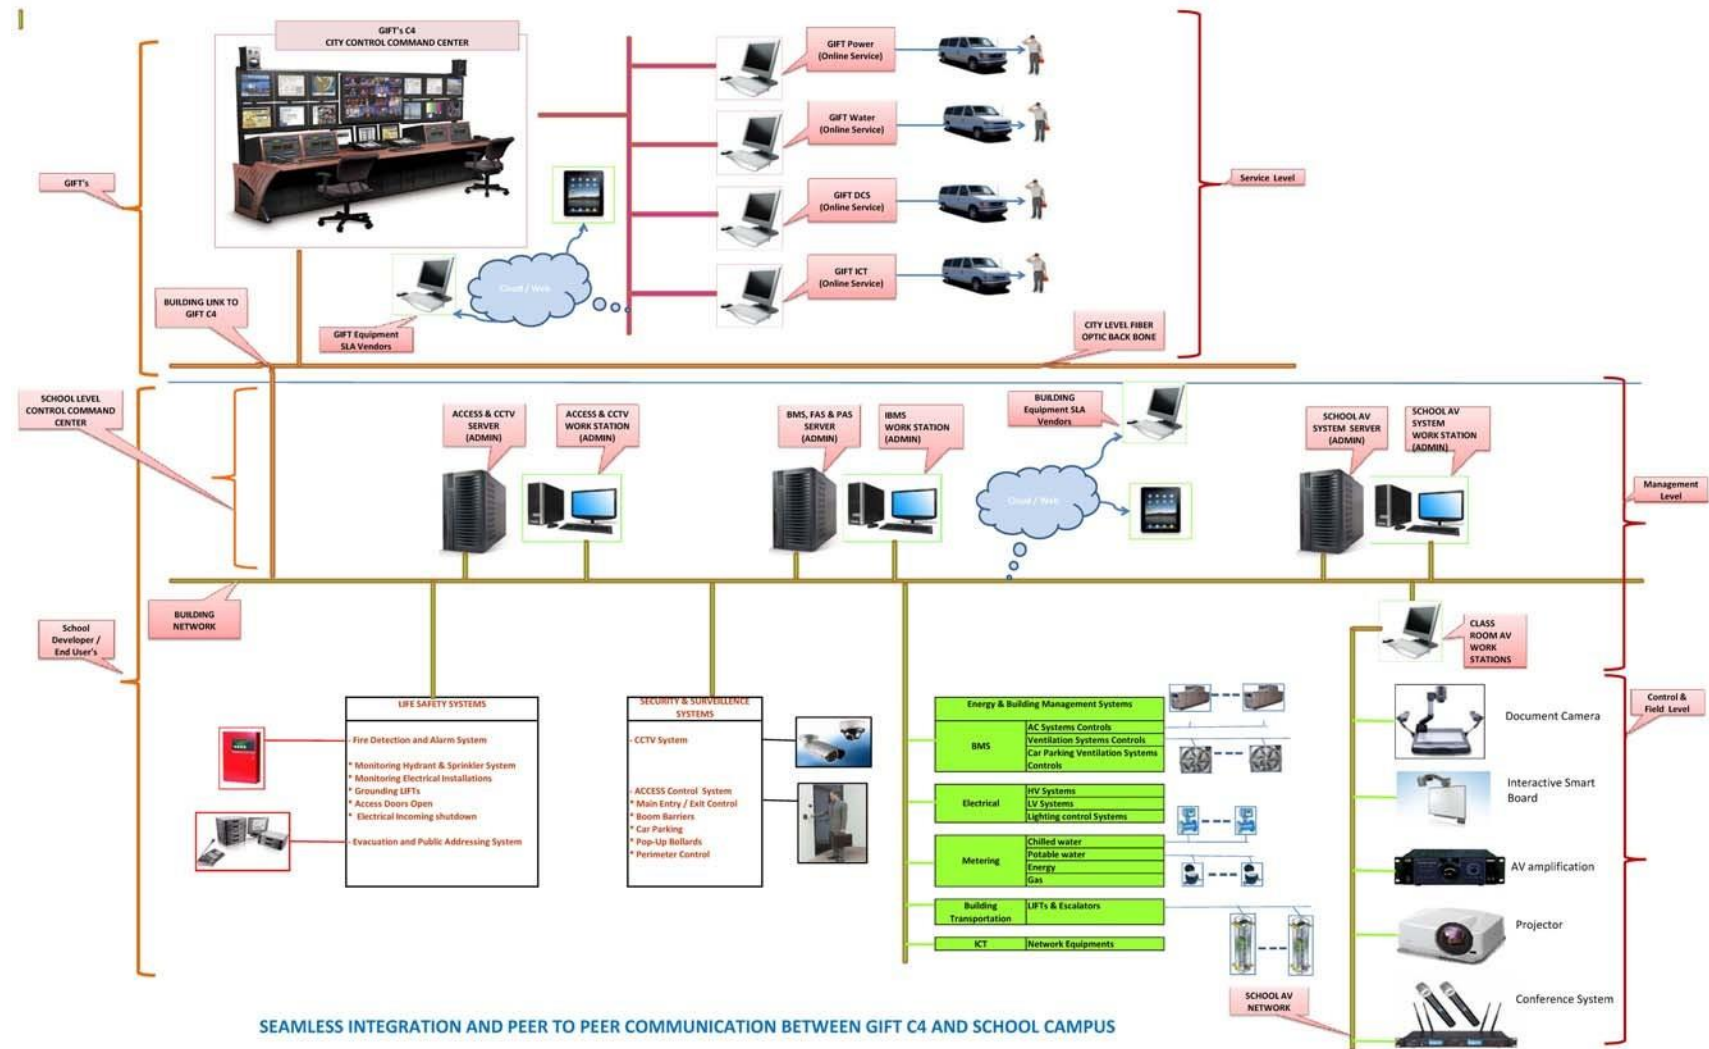 GIFT's C4
CITY CONTROL COMMAND CENTER
GIFT Power
(Online Service)
GIFT Water
(Online Service)
GIFT DCS
(Online Service)
GIFT ICT
(Online Service)
GIFT's
Service Level
Cloud / Web
BUILDING LINK TO
GIFT C4
GIFT Equipment
SLA Vendors
CITY LEVEL FIBER
OPTIC BACK BONE
SCHOOL LEVEL
CONTROL COMMAND
CENTER
ACCESS & CCTV
SERVER
(ADMIN)
ACCESS & CCTV
WORK STATION
(ADMIN)
BMS, FAS & PAS
SERVER
(ADMIN)
IBMS
WORK STATION
(ADMIN)
BUILDING
Equipment SLA
Vendors
SCHOOL AV
SYSTEM SERVER
(ADMIN)
SCHOOL AV
SYSTEM
WORK STATION
(ADMIN)
Cloud / Web
Management
Level
BUILDING
NETWORK
School
Developer /
End User's
CLASS
ROOM AV
WORK
STATIONS
LIFE SAFETY SYSTEMS
- Fire Detection and Alarm System
* Monitoring Hydrant & Sprinkler System
* Monitoring Electrical Installations
* Grounding LIFTs
* Access Doors Open
* Electrical Incoming shutdown
- Evacuation and Public Addressing System
SECURITY & SURVEILLENCE
SYSTEMS
- CCTV System
- ACCESS Control System
* Main Entry / Exit Control
* Boom Barriers
* Car Parking
* Pop-Up Bollards
* Perimeter Control
Energy & Building Management Systems
BMS
AC Systems Controls
Ventilation Systems Controls
Car Parking Ventilation Systems
Controls
Electrical
HV Systems
LV Systems
Lighting control Systems
Metering
Chilled water
Potable water
Energy
Gas
Building
Transportation
LIFTs & Escalators
ICT
Network Equipments
Control &
Field Level
Document Camera
Interactive Smart
Board
AV amplification
Projector
Conference System
SCHOOL AV
NETWORK
SEAMLESS INTEGRATION AND PEER TO PEER COMMUNICATION BETWEEN GIFT C4 AND SCHOOL CAMPUS